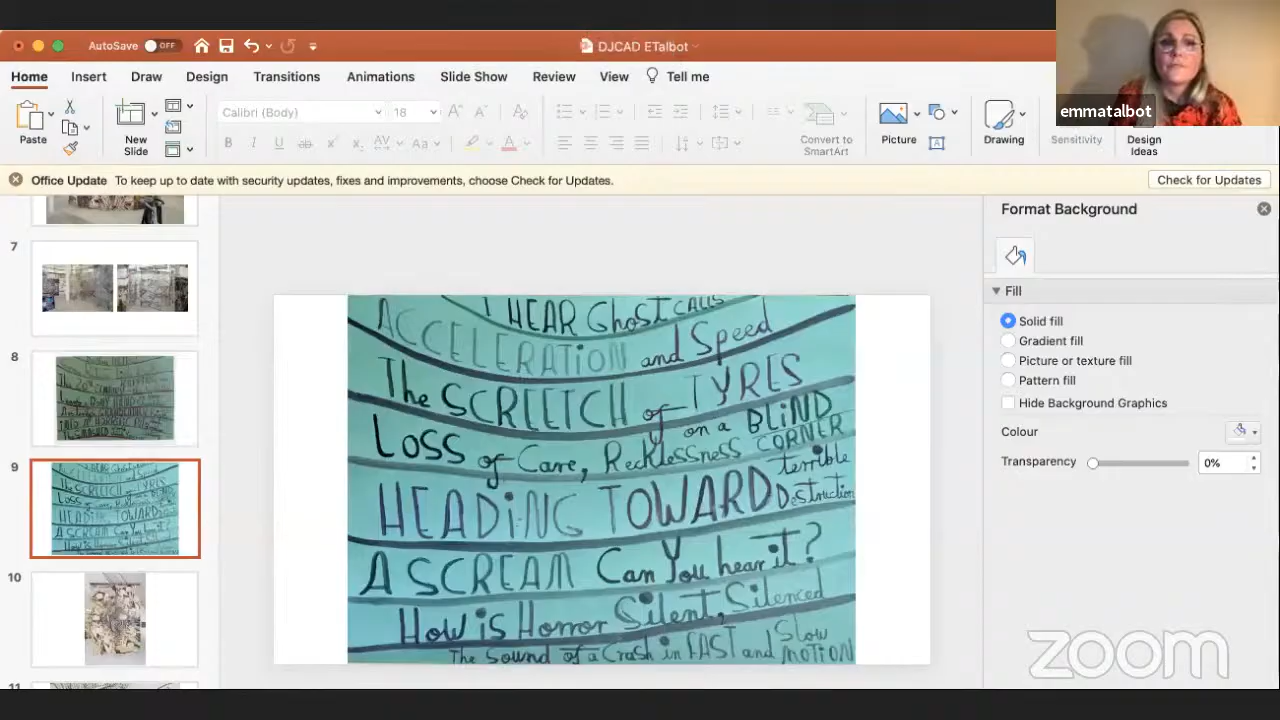 AutoSave OFF
DJCAD ETalbot
emmatalbot
Home Insert Draw Design Transitions Animations Slide Show Review View Tell me
Paste
New Slide
Calibri (Body) 18
Convert to SmartArt
Picture
Drawing
Sensitivity
Design Ideas
Office Update To keep up to date with security updates, fixes and improvements, choose Check for Updates.
Check for Updates
7
8
9
10
11
I HEAR Ghost CALLS
ACCELERATiON and Speed
The SCREETCH of TYRES
on a BLiND CORNER
Loss of Care, Recklessness
HEADiNG TOWARD terrible Destruction
A SCREAM Can You hear it?
How iS Horror Silent, Silenced
The Sound of a Crash in FAST and Slow MOTiON
Format Background
Fill
Solid fill
Gradient fill
Picture or texture fill
Pattern fill
Hide Background Graphics
Colour
Transparency 0%
zoom